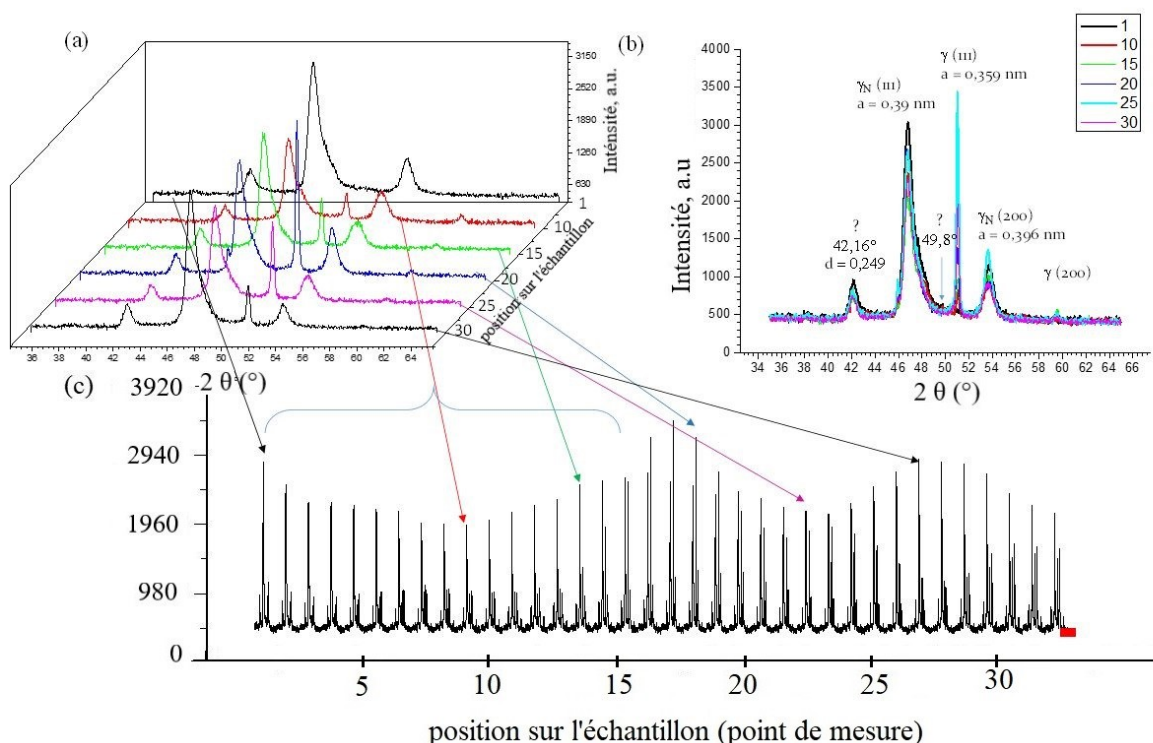 (a)
3150
2520
1890
1260
630
1
Inténsité, a.u.
10
15
20
25
30
position sur l'échantillon
36 38 40 42 44 46 48 50 52 54 56 58 60 62 64
2 θ (°)
(b)
1
10
15
20
25
30
4000
3500
3000
2500
2000
1500
1000
500
0
Intensité, a.u
γN (111)
a = 0,39 nm
γ (111)
a = 0,359 nm
?
42,16°
d = 0,249
?
49,8°
γN (200)
a = 0,396 nm
γ (200)
34 36 38 40 42 44 46 48 50 52 54 56 58 60 62 64 66
2 θ (°)
(c)
3920
2940
1960
980
0
5 10 15 20 25 30
position sur l'échantillon (point de mesure)